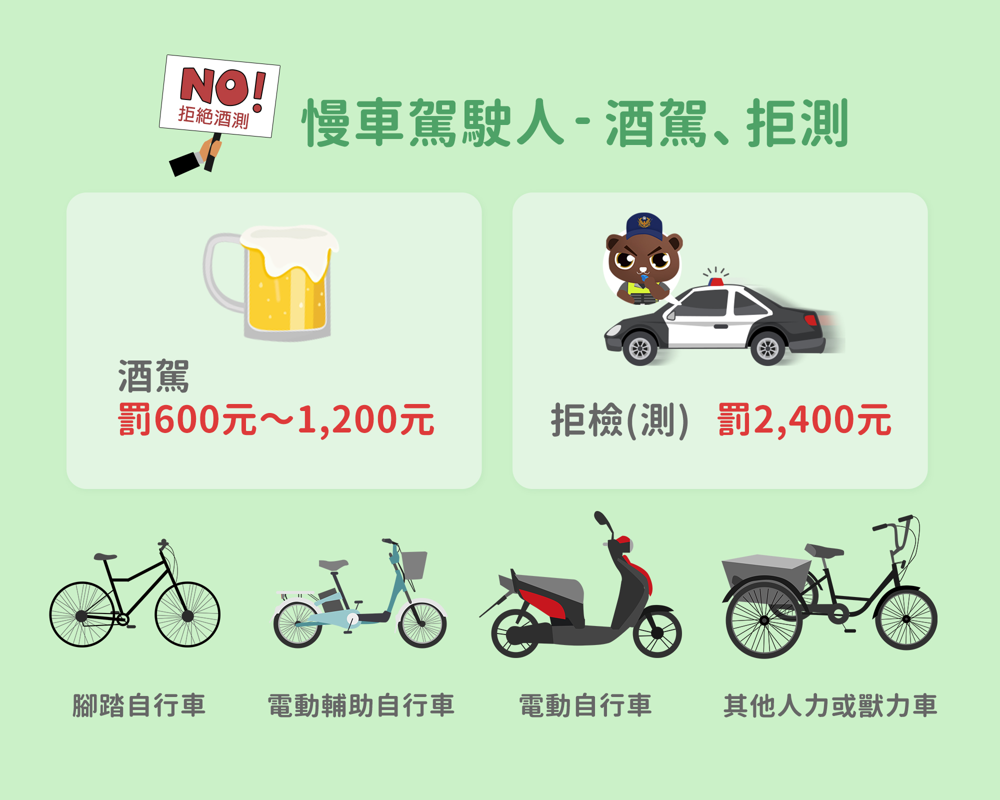 NO!
拒絕酒測
慢車駕駛人-酒駕、拒測
酒駕
罰600元～1,200元
拒檢(測) 罰2,400元
腳踏自行車
電動輔助自行車
電動自行車
其他人力或獸力車